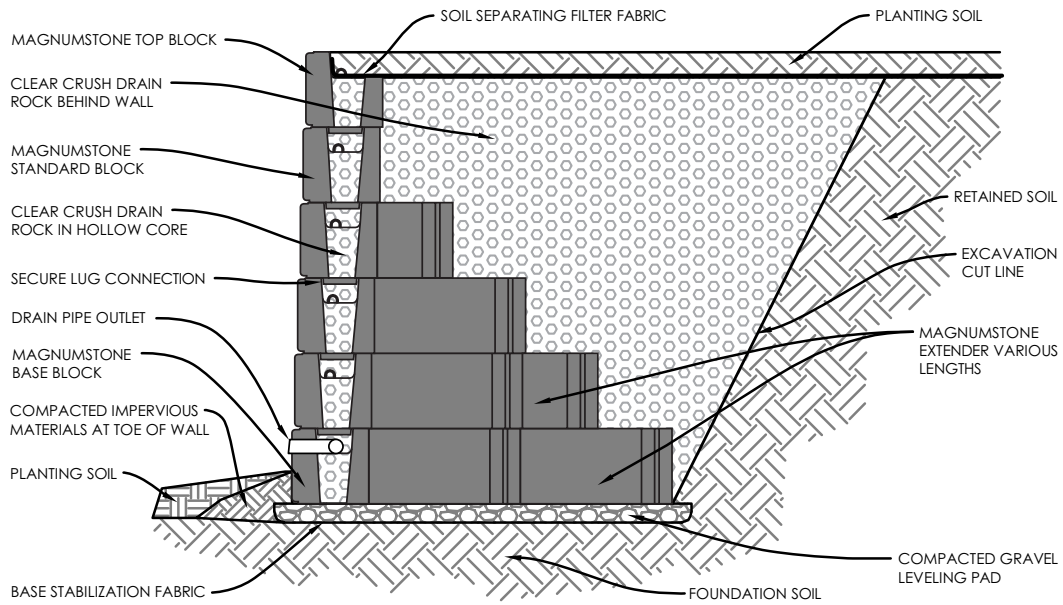 SOIL SEPARATING FILTER FABRIC
PLANTING SOIL
MAGNUMSTONE TOP BLOCK
CLEAR CRUSH DRAIN
ROCK BEHIND WALL
MAGNUMSTONE
STANDARD BLOCK
CLEAR CRUSH DRAIN
ROCK IN HOLLOW CORE
SECURE LUG CONNECTION
DRAIN PIPE OUTLET
MAGNUMSTONE
BASE BLOCK
COMPACTED IMPERVIOUS
MATERIALS AT TOE OF WALL
PLANTING SOIL
BASE STABILIZATION FABRIC
RETAINED SOIL
EXCAVATION
CUT LINE
MAGNUMSTONE
EXTENDER VARIOUS
LENGTHS
COMPACTED GRAVEL
LEVELING PAD
FOUNDATION SOIL